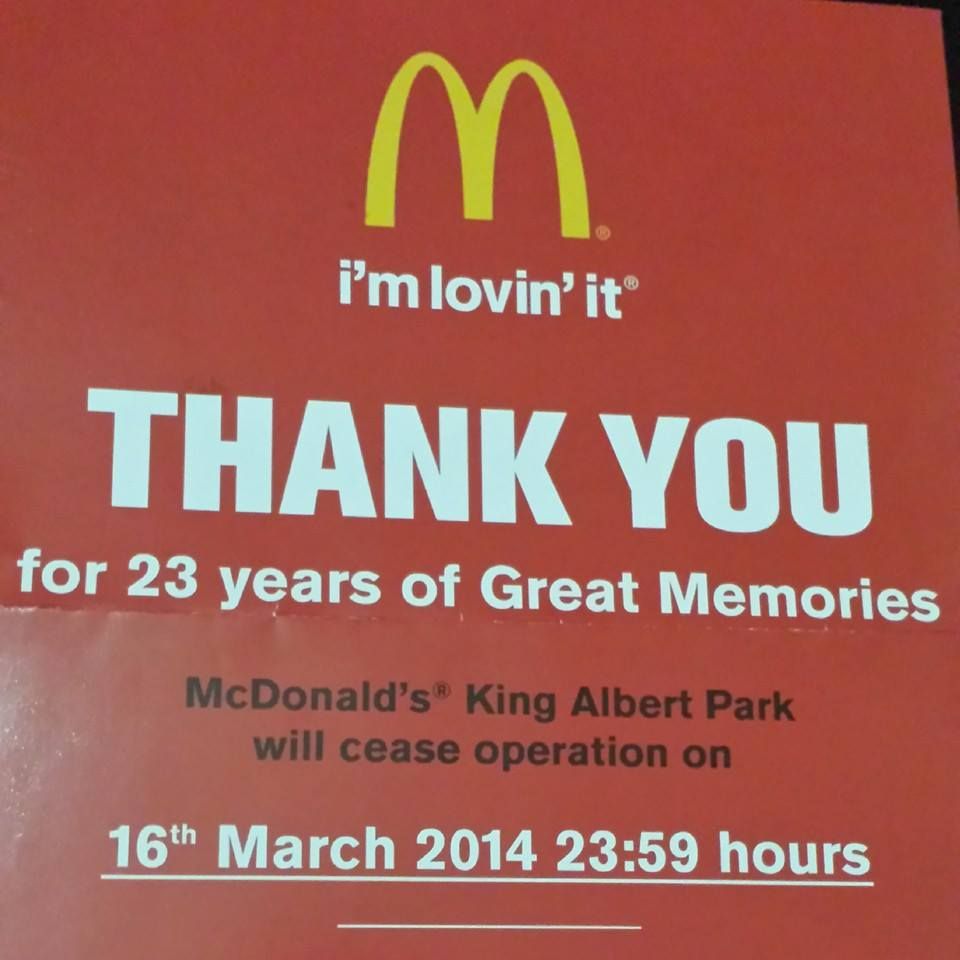 i'm lovin' it®
THANK YOU
for 23 years of Great Memories
McDonald's® King Albert Park
will cease operation on
16th March 2014 23:59 hours